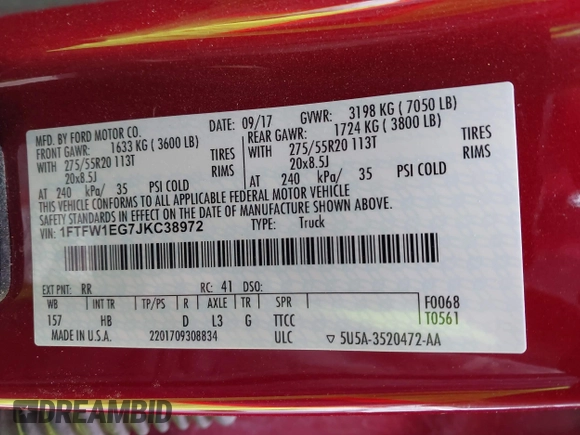 MFD. BY FORD MOTOR CO.
DATE: 09/17 GVWR: 3198 KG ( 7050 LB)
FRONT GAWR: 1633 KG ( 3600 LB) REAR GAWR: 1724 KG ( 3800 LB)
WITH 275/55R20 113T TIRES WITH 275/55R20 113T TIRES
20x8.5J RIMS 20x8.5J RIMS
AT 240 kPa/ 35 PSI COLD AT 240 kPa/ 35 PSI COLD
THIS VEHICLE CONFORMS TO ALL APPLICABLE FEDERAL MOTOR VEHICLE
SAFETY STANDARDS IN EFFECT ON THE DATE OF MANUFACTURE SHOWN ABOVE.
VIN: 1FTFW1EG7JKC38972 TYPE: Truck
EXT PNT: RR RC: 41 DSO:
WB INT TR TP/PS R AXLE TR SPR F0068
157 HB D L3 G TTCC T0561
MADE IN U.S.A. 2201709308834 ULC ▽ 5U5A-3520472-AA
DREAMBID